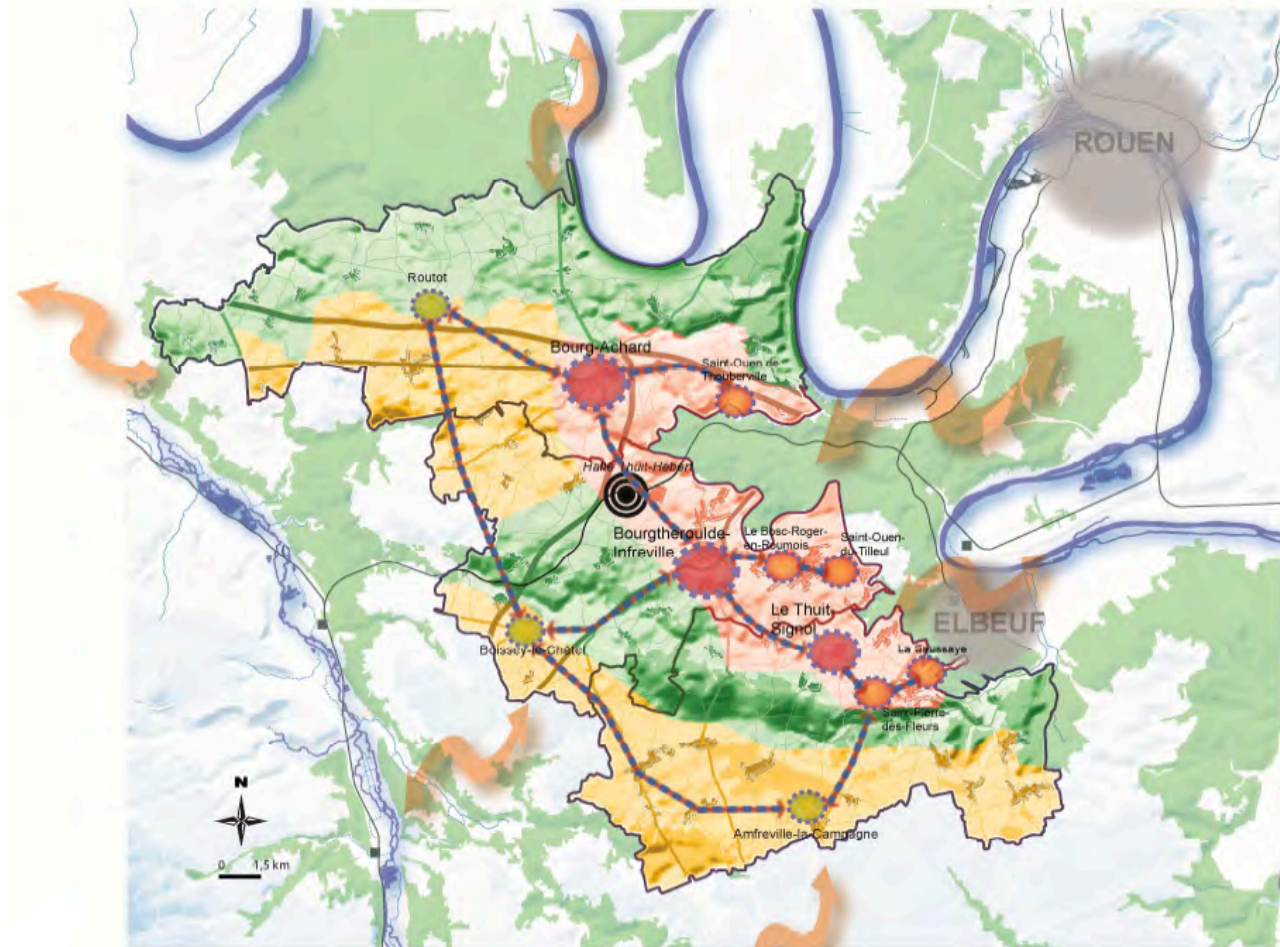 ROUEN
Routot
Bourg-Achard
Saint-Ouen de
Thouberville
Halle Thuit-Hébert
Bourgtheroulde-
Infreville
Le Bosc-Roger-
en-Roumois
Saint-Ouen-
du Tilleul
Le Thuit-
Signol
ELBEUF
La Saussaye
Boissey-le-Châtel
Saint-Pierre-
des-Fleurs
Amfreville-la-Campagne
N
0 1,5 km